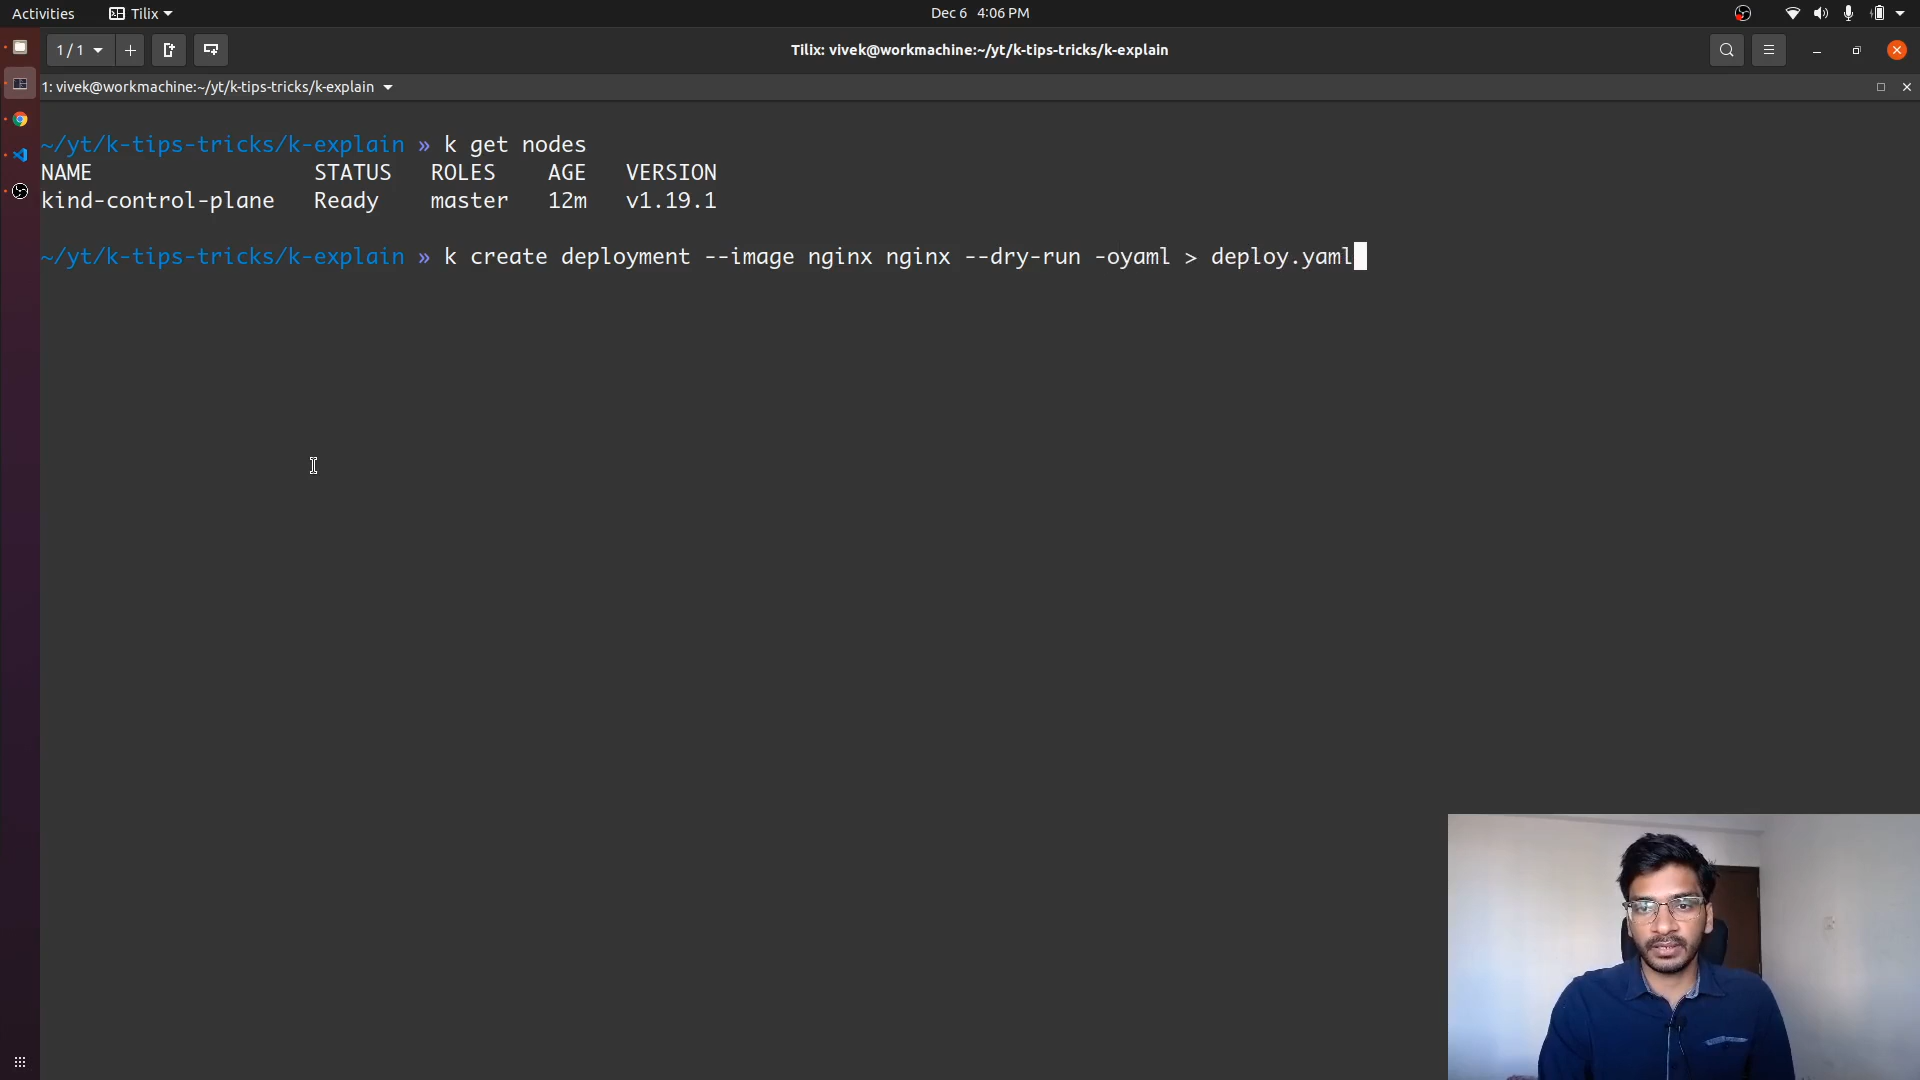 Activities
Tilix
Dec 6 4:06 PM
1 / 1
Tilix: vivek@workmachine:~/yt/k-tips-tricks/k-explain
1: vivek@workmachine:~/yt/k-tips-tricks/k-explain
~/yt/k-tips-tricks/k-explain » k get nodes
NAME STATUS ROLES AGE VERSION
kind-control-plane Ready master 12m v1.19.1
~/yt/k-tips-tricks/k-explain » k create deployment --image nginx nginx --dry-run -oyaml > deploy.yaml